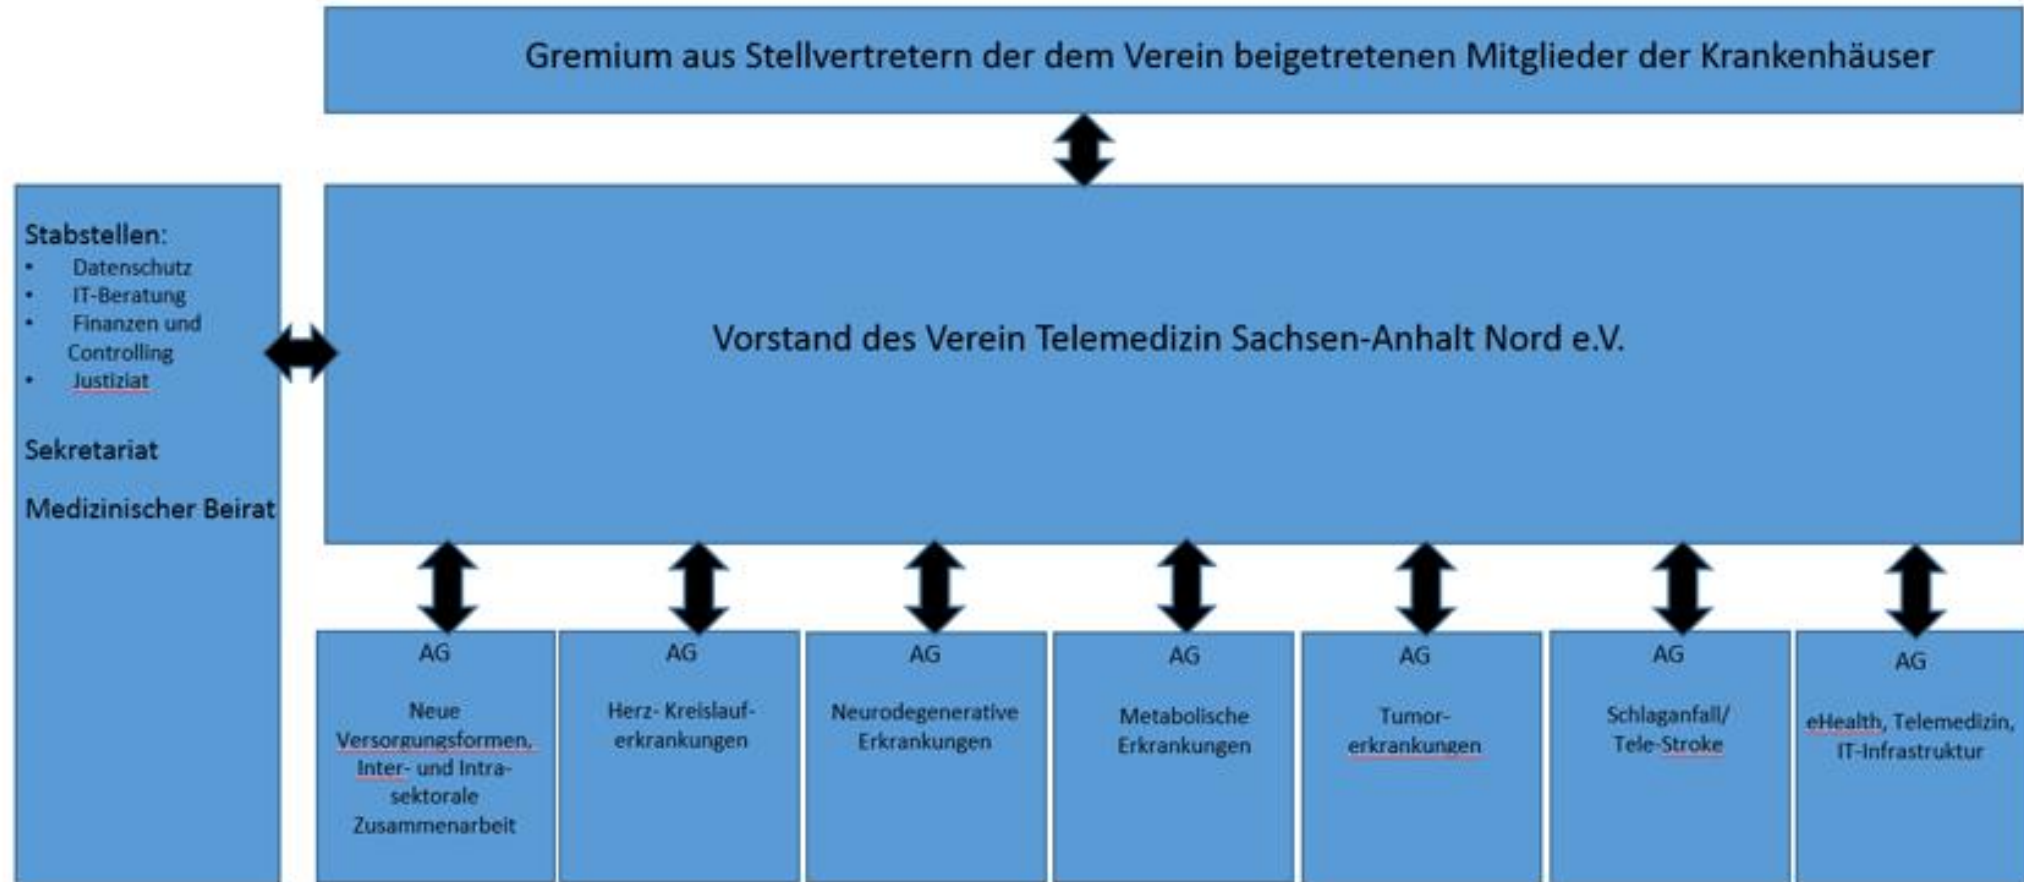 Gremium aus Stellvertretern der dem Verein beigetretenen Mitglieder der Krankenhäuser
Stabstellen:
• Datenschutz
• IT-Beratung
• Finanzen und
Controlling
• Justiziat
Sekretariat
Medizinischer Beirat
Vorstand des Verein Telemedizin Sachsen-Anhalt Nord e.V.
AG
Neue
Versorgungsformen,
Inter- und Intra-
sektorale
Zusammenarbeit
AG
Herz- Kreislauf-
erkrankungen
AG
Neurodegenerative
Erkrankungen
AG
Metabolische
Erkrankungen
AG
Tumor-
erkrankungen
AG
Schlaganfall/
Tele-Stroke
AG
eHealth, Telemedizin,
IT-Infrastruktur